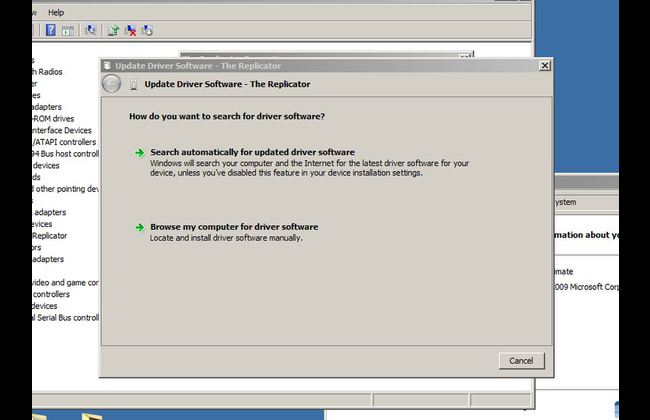 Help
Update Driver Software - The Replicator
Update Driver Software - The Replicator
How do you want to search for driver software?
Search automatically for updated driver software
Windows will search your computer and the Internet for the latest driver software for your
device, unless you've disabled this feature in your device installation settings.
Browse my computer for driver software
Locate and install driver software manually.
Cancel
h Radios
er
es
adapters
-ROM drives
nterface Devices
/ATAPI controllers
94 Bus host controll
devices
ds
d other pointing dev
s
adapters
evices
Replicator
ors
e adapters
video and game cor
controllers
devices
al Serial Bus controll
ystem
mation about yo
imate
009 Microsoft Corp